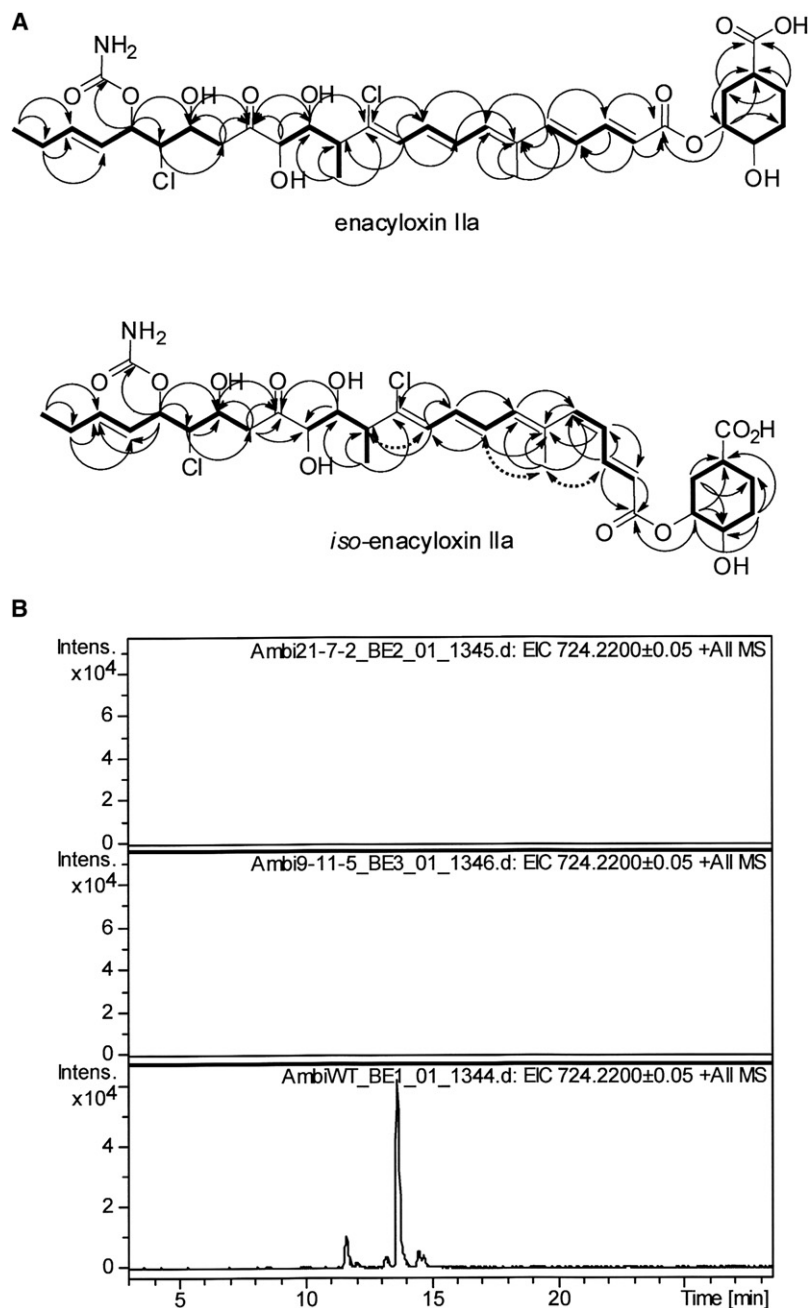 A
NH2
O
O
OH
O
OH
Cl
O
OH
Cl
OH
O
O
OH
enacyloxin IIa
NH2
O
O
OH
O
OH
Cl
Cl
OH
CO2H
O
O
OH
iso-enacyloxin IIa
B
Intens.
x10^4
Ambi21-7-2_BE2_01_1345.d: EIC 724.2200±0.05 +All MS
6
4
2
0
Intens.
x10^4
Ambi9-11-5_BE3_01_1346.d: EIC 724.2200±0.05 +All MS
6
4
2
0
Intens.
x10^4
AmbiWT_BE1_01_1344.d: EIC 724.2200±0.05 +All MS
4
2
0
5 10 15 20 Time [min]